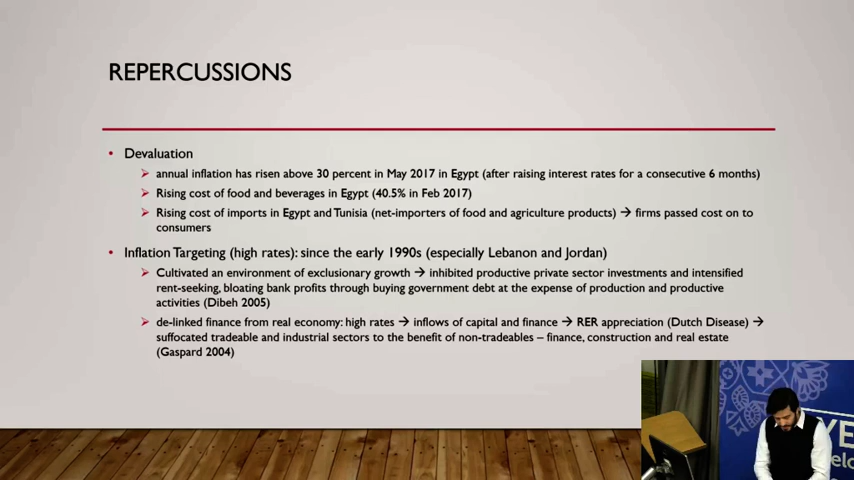 REPERCUSSIONS
• Devaluation
➢ annual inflation has risen above 30 percent in May 2017 in Egypt (after raising interest rates for a consecutive 6 months)
➢ Rising cost of food and beverages in Egypt (40.5% in Feb 2017)
➢ Rising cost of imports in Egypt and Tunisia (net-importers of food and agriculture products) → firms passed cost on to
consumers
• Inflation Targeting (high rates): since the early 1990s (especially Lebanon and Jordan)
➢ Cultivated an environment of exclusionary growth → inhibited productive private sector investments and intensified
rent-seeking, bloating bank profits through buying government debt at the expense of production and productive
activities (Dibeh 2005)
➢ de-linked finance from real economy: high rates → inflows of capital and finance → RER appreciation (Dutch Disease) →
suffocated tradeable and industrial sectors to the benefit of non-tradeables – finance, construction and real estate
(Gaspard 2004)